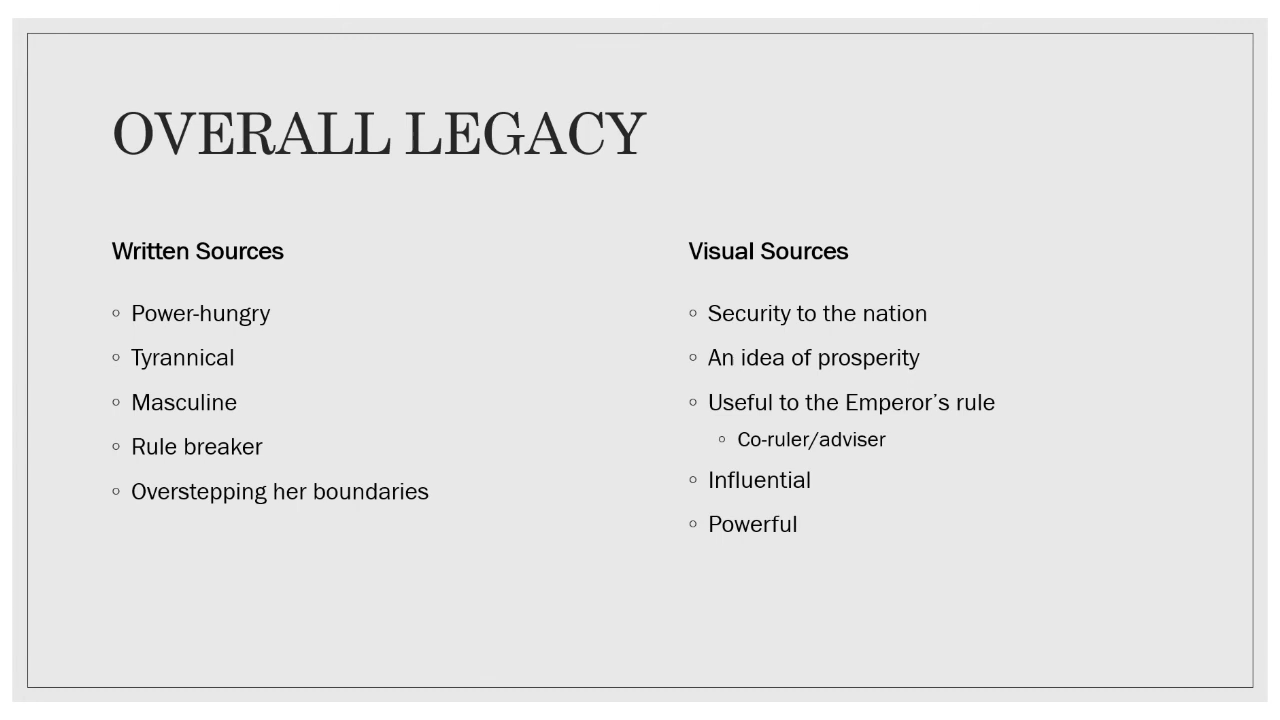 OVERALL LEGACY
Written Sources
◦ Power-hungry
◦ Tyrannical
◦ Masculine
◦ Rule breaker
◦ Overstepping her boundaries
Visual Sources
◦ Security to the nation
◦ An idea of prosperity
◦ Useful to the Emperor’s rule
◦ Co-ruler/adviser
◦ Influential
◦ Powerful